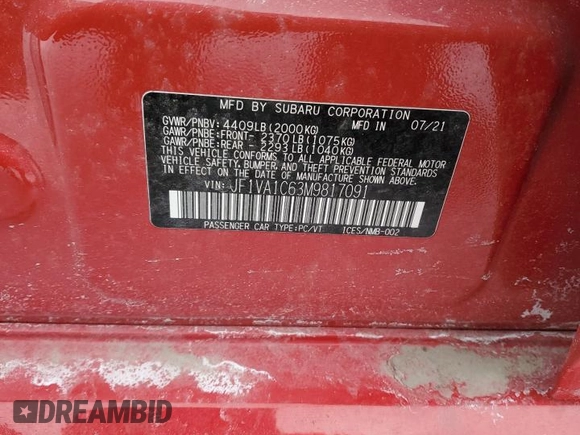 MFD BY SUBARU CORPORATION
GVWR/PNBV: 4409LB(2000KG) MFD IN 07/21
GAWR/PNBE:FRONT- 2370LB(1075KG)
GAWR/PNBE:REAR - 2293LB(1040KG)
THIS VEHICLE CONFORMS TO ALL APPLICABLE FEDERAL MOTOR
VEHICLE SAFETY, BUMPER, AND THEFT PREVENTION STANDARDS
IN EFFECT ON THE DATE OF MANUFACTURE SHOWN ABOVE.
VIN: JF1VA1C63M9817091
PASSENGER CAR TYPE:PC/VT ICES/NMB-002
DREAMBID